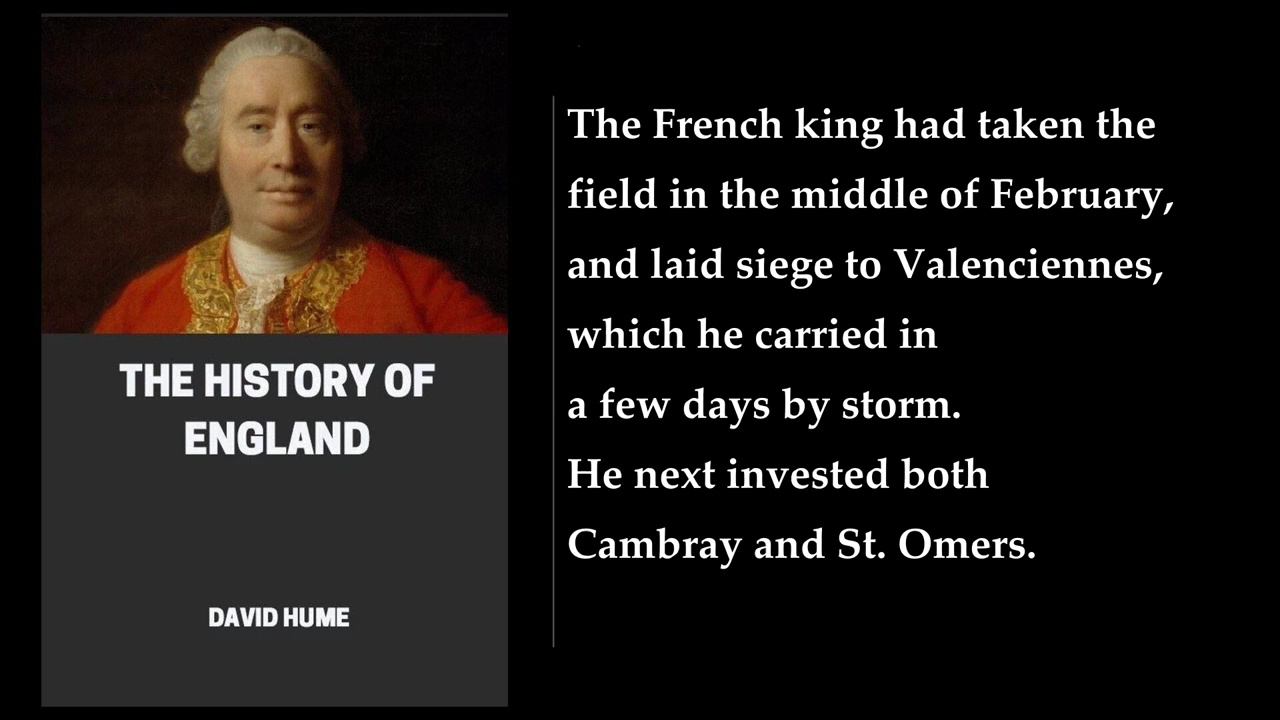 THE HISTORY OF
ENGLAND
DAVID HUME
The French king had taken the
field in the middle of February,
and laid siege to Valenciennes,
which he carried in
a few days by storm.
He next invested both
Cambray and St. Omers.